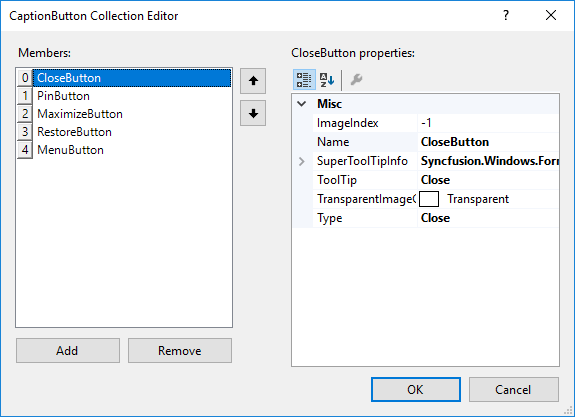 CaptionButton Collection Editor ?
Members:
0 CloseButton
1 PinButton
2 MaximizeButton
3 RestoreButton
4 MenuButton
Add Remove
CloseButton properties:
Misc
ImageIndex -1
Name CloseButton
SuperToolTipInfo Syncfusion.Windows.Forr
ToolTip Close
TransparentImageC Transparent
Type Close
OK Cancel